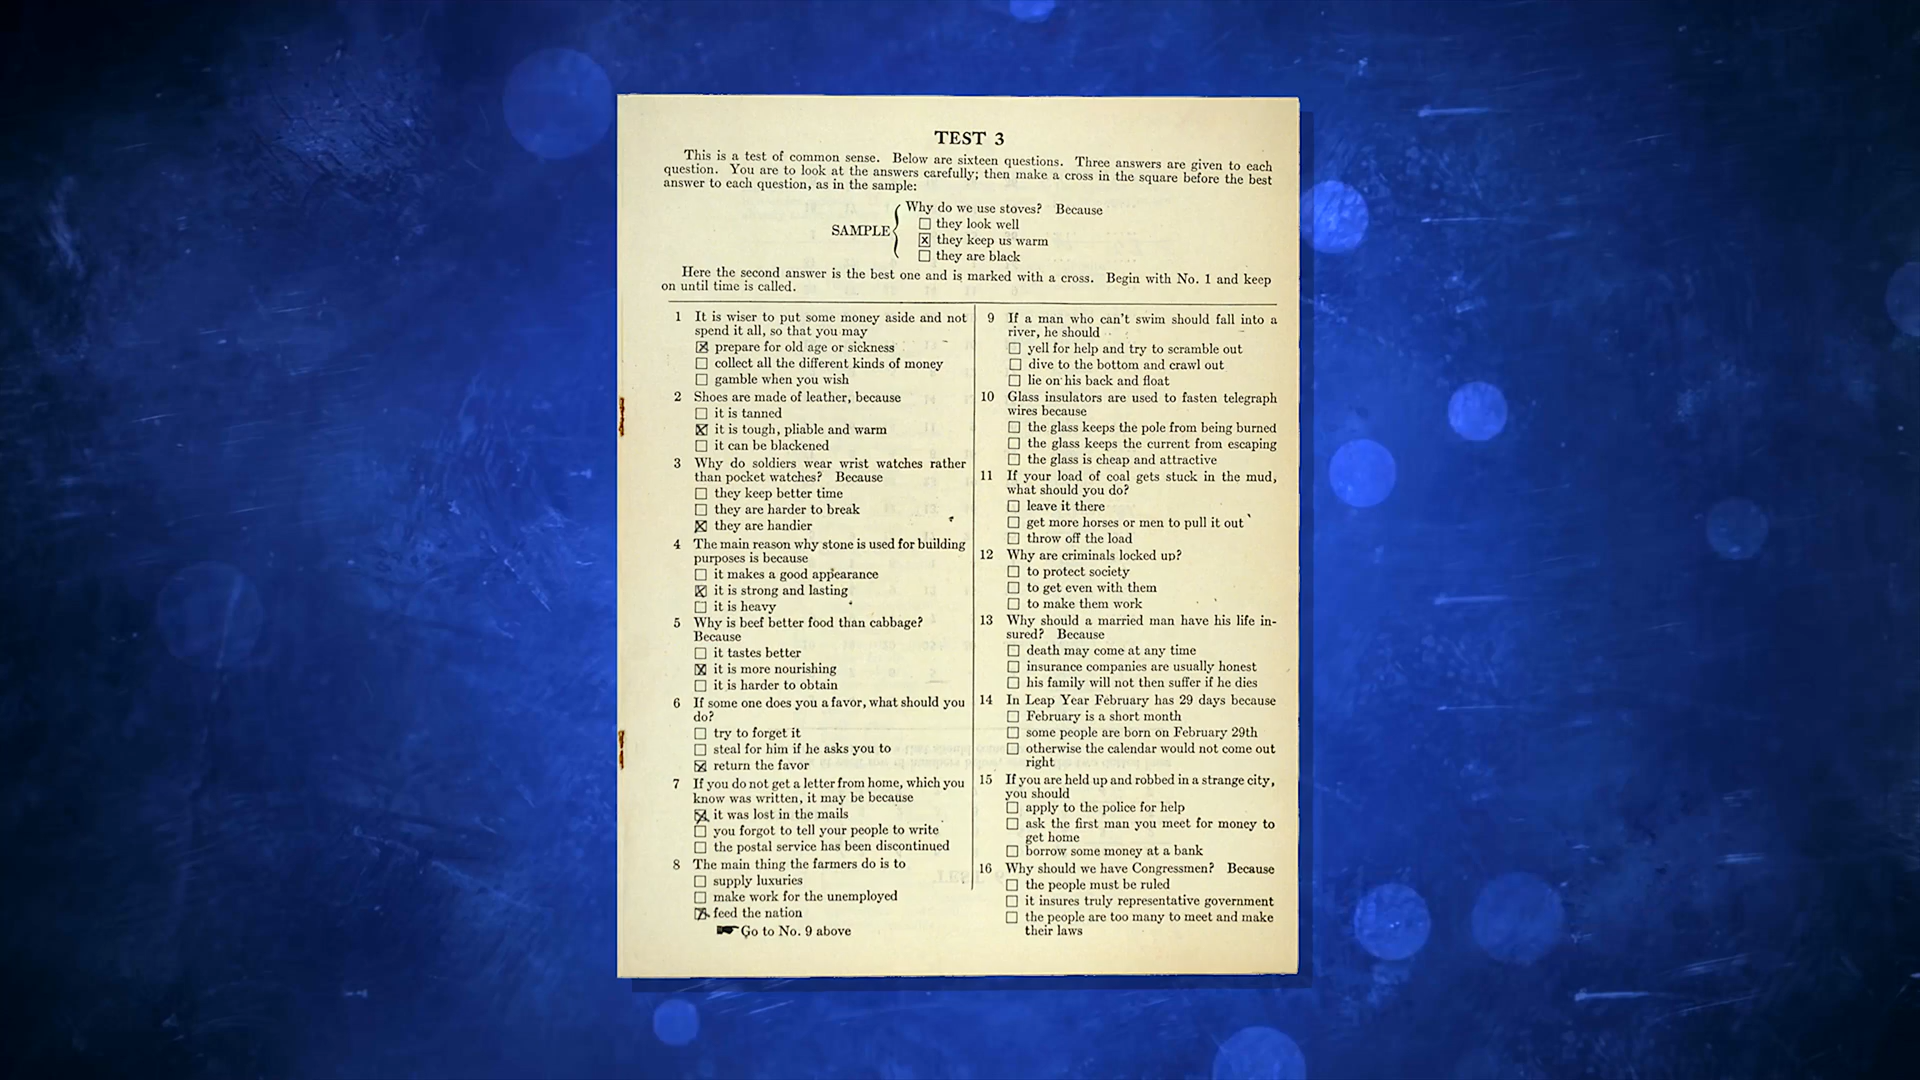 TEST 3
This is a test of common sense. Below are sixteen questions. Three answers are given to each
question. You are to look at the answers carefully; then make a cross in the square before the best
answer to each question, as in the sample:
SAMPLE
Why do we use stoves? Because
they look well
they keep us warm
they are black
Here the second answer is the best one and is marked with a cross. Begin with No. 1 and keep
on until time is called.
1 It is wiser to put some money aside and not
spend it all, so that you may
prepare for old age or sickness
collect all the different kinds of money
gamble when you wish
2 Shoes are made of leather, because
it is tanned
it is tough, pliable and warm
it can be blackened
3 Why do soldiers wear wrist watches rather
than pocket watches? Because
they keep better time
they are harder to break
they are handier
4 The main reason why stone is used for building
purposes is because
it makes a good appearance
it is strong and lasting
it is heavy
5 Why is beef better food than cabbage?
Because
it tastes better
it is more nourishing
it is harder to obtain
6 If some one does you a favor, what should you
do?
try to forget it
steal for him if he asks you to
return the favor
7 If you do not get a letter from home, which you
know was written, it may be because
it was lost in the mails
you forgot to tell your people to write
the postal service has been discontinued
8 The main thing the farmers do is to
supply luxuries
make work for the unemployed
feed the nation
Go to No. 9 above
9 If a man who can't swim should fall into a
river, he should
yell for help and try to scramble out
dive to the bottom and crawl out
lie on his back and float
10 Glass insulators are used to fasten telegraph
wires because
the glass keeps the pole from being burned
the glass keeps the current from escaping
the glass is cheap and attractive
11 If your load of coal gets stuck in the mud,
what should you do?
leave it there
get more horses or men to pull it out
throw off the load
12 Why are criminals locked up?
to protect society
to get even with them
to make them work
13 Why should a married man have his life in-
sured? Because
death may come at any time
insurance companies are usually honest
his family will not then suffer if he dies
14 In Leap Year February has 29 days because
February is a short month
some people are born on February 29th
otherwise the calendar would not come out
right
15 If you are held up and robbed in a strange city,
you should
apply to the police for help
ask the first man you meet for money to
get home
borrow some money at a bank
16 Why should we have Congressmen? Because
the people must be ruled
it insures truly representative government
the people are too many to meet and make
their laws